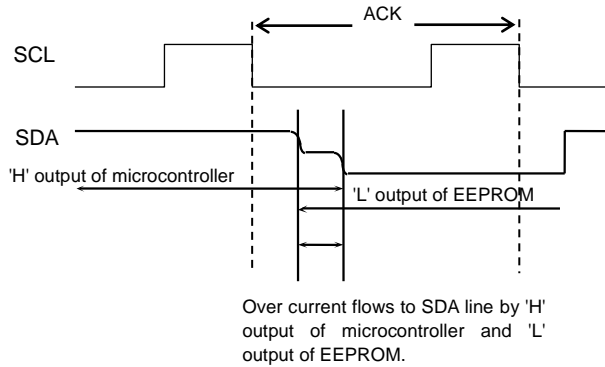 ACK
SCL
SDA
'H' output of microcontroller
'L' output of EEPROM
Over current flows to SDA line by 'H'
output of microcontroller and 'L'
output of EEPROM.